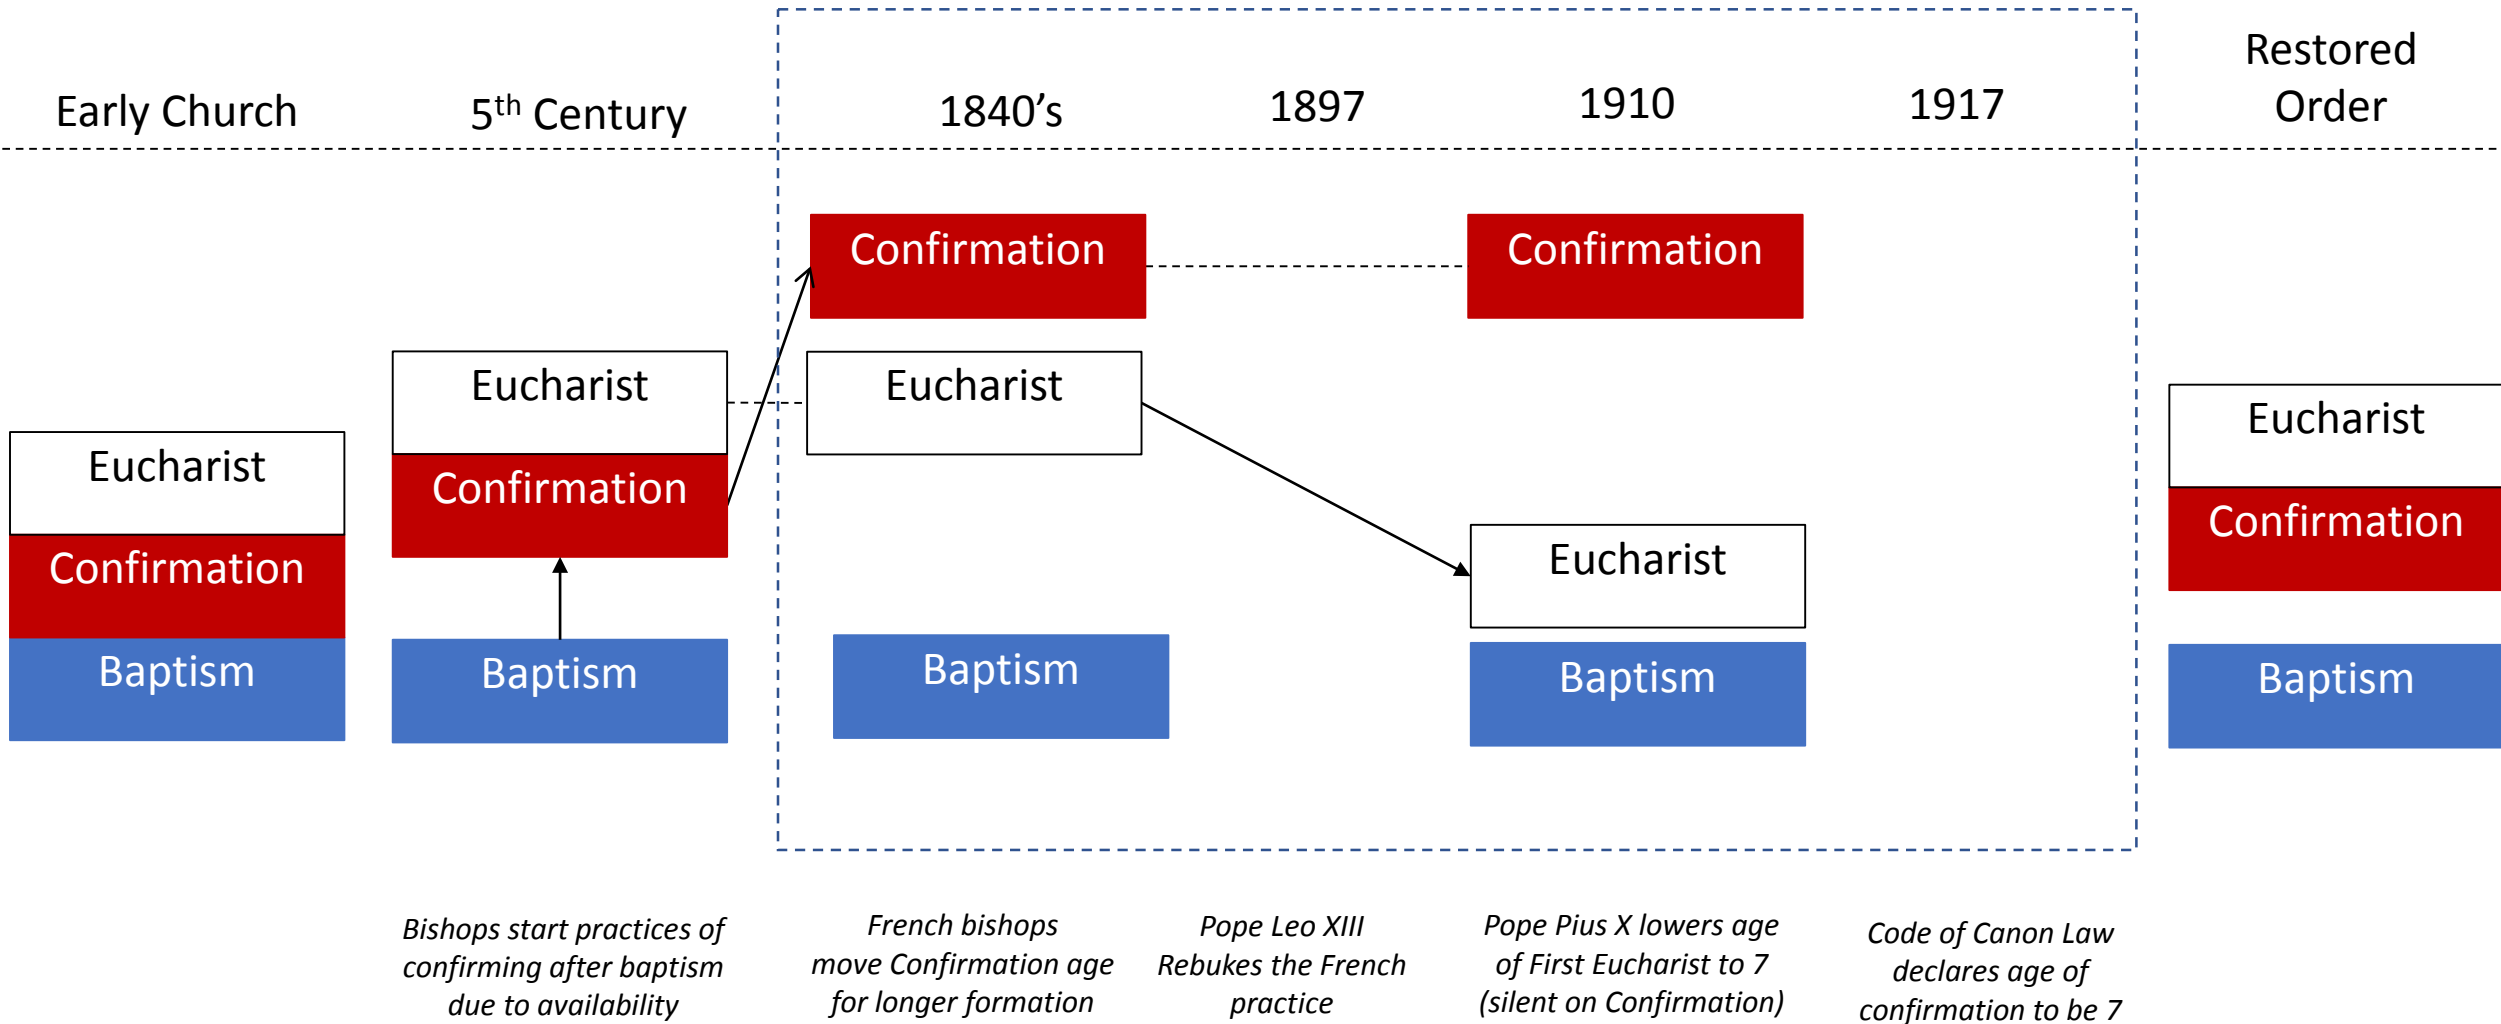 Early Church
5th Century
1840’s
1897
1910
1917
Restored
Order
Eucharist
Confirmation
Baptism
Eucharist
Confirmation
Baptism
Confirmation
Eucharist
Baptism
Confirmation
Eucharist
Baptism
Eucharist
Confirmation
Baptism
Bishops start practices of
confirming after baptism
due to availability
French bishops
move Confirmation age
for longer formation
Pope Leo XIII
Rebukes the French
practice
Pope Pius X lowers age
of First Eucharist to 7
(silent on Confirmation)
Code of Canon Law
declares age of
confirmation to be 7